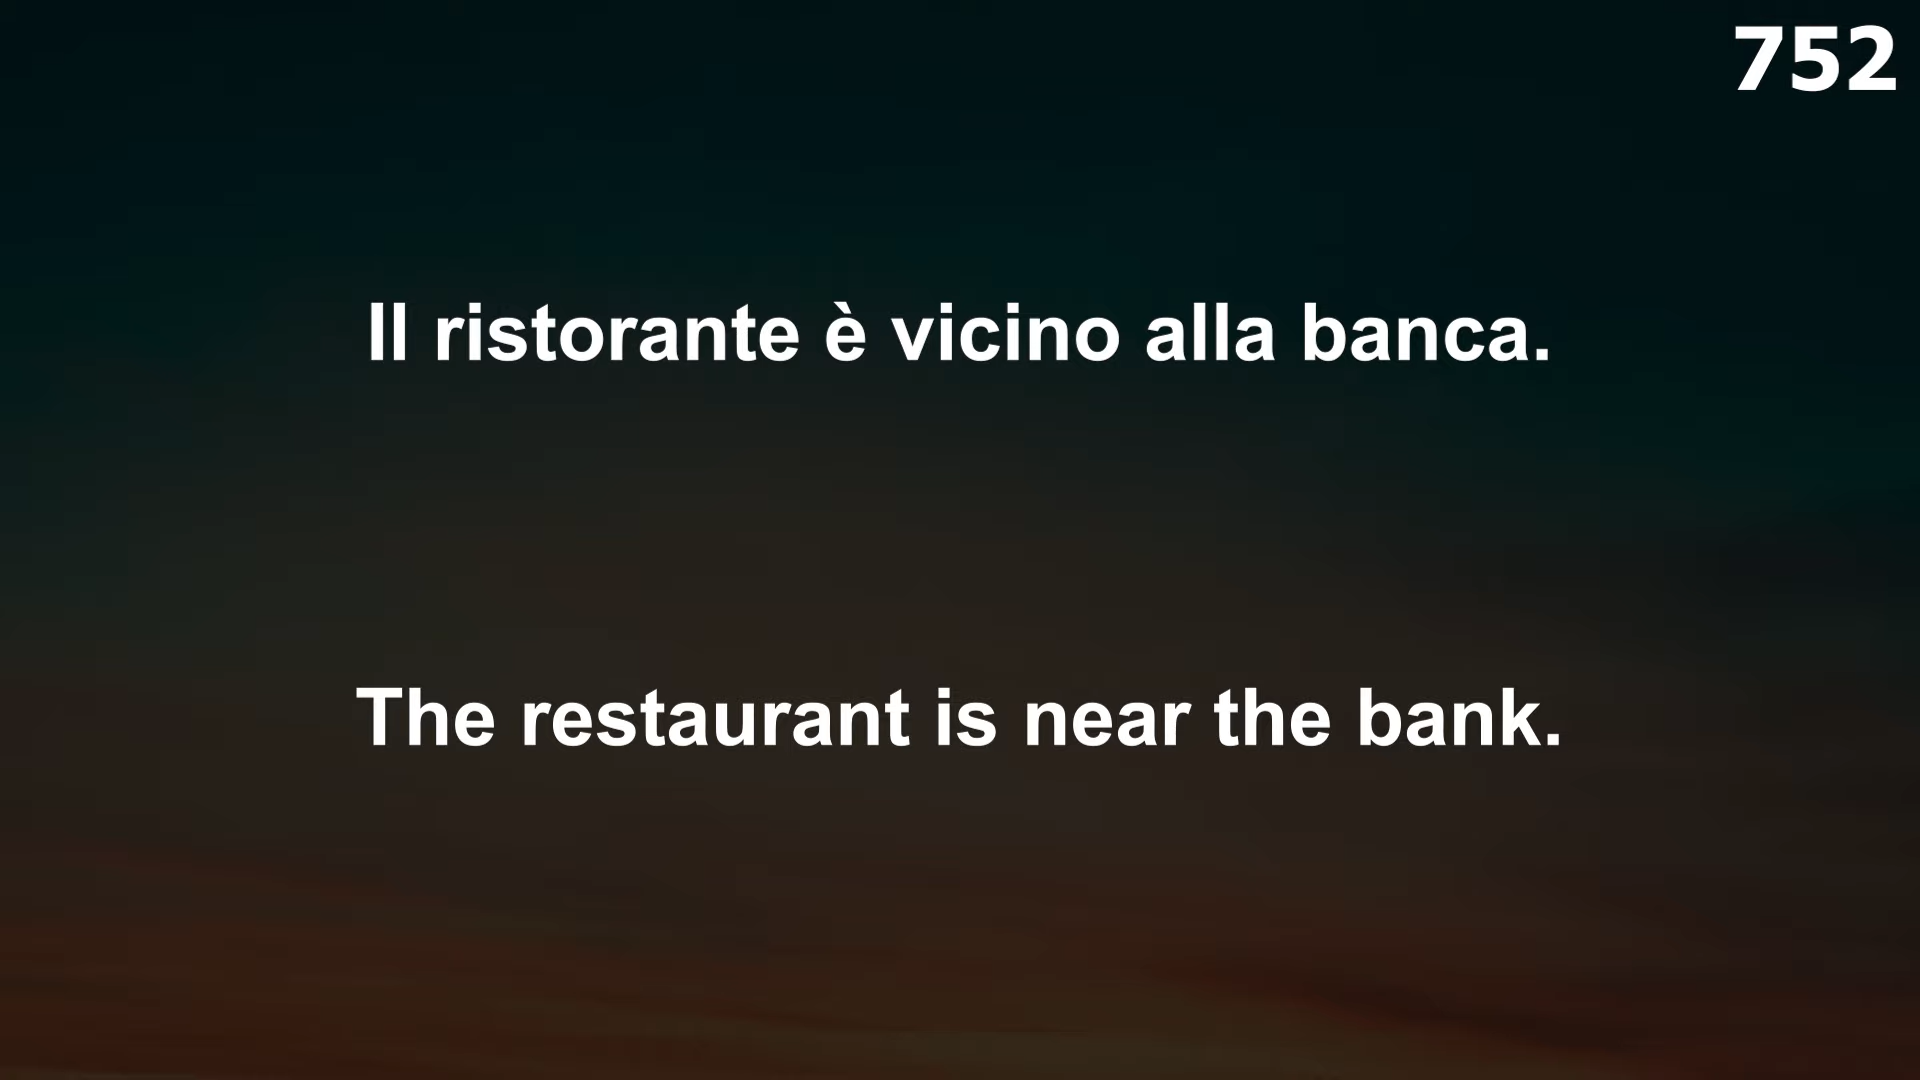 752
Il ristorante è vicino alla banca.
The restaurant is near the bank.